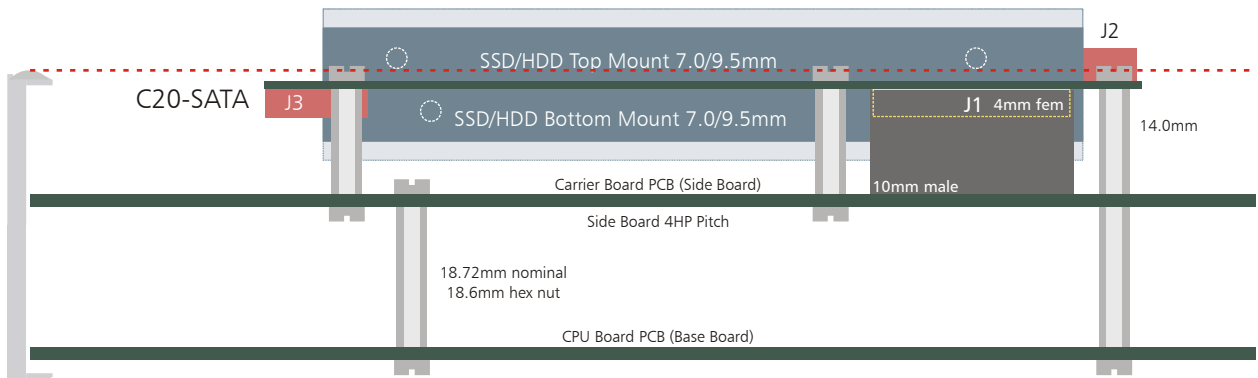 J2
SSD/HDD Top Mount 7.0/9.5mm
C20-SATA
J3
J1 4mm fem
SSD/HDD Bottom Mount 7.0/9.5mm
14.0mm
Carrier Board PCB (Side Board)
10mm male
Side Board 4HP Pitch
18.72mm nominal
18.6mm hex nut
CPU Board PCB (Base Board)